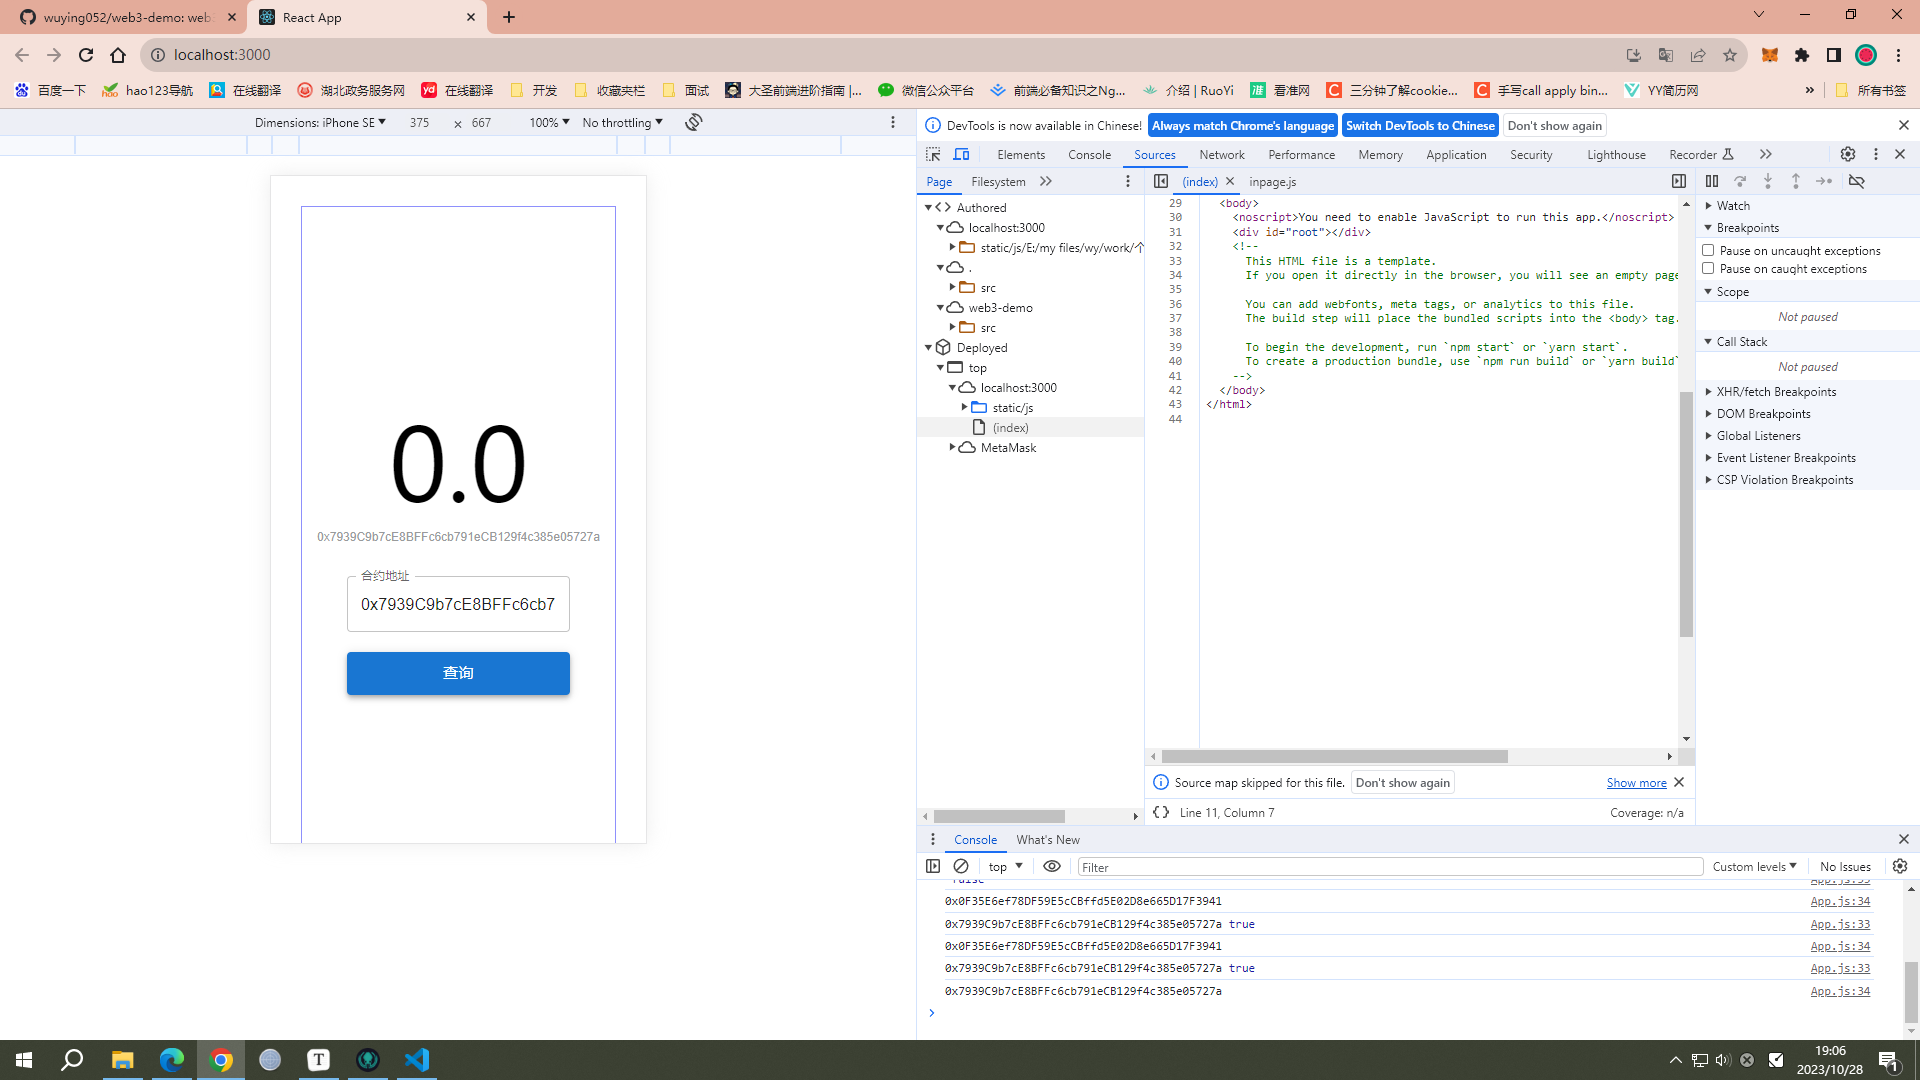 wuying052/web3-demo: web3
React App
localhost:3000
百度一下
hao123导航
在线翻译
湖北政务服务网
在线翻译
开发
收藏夹栏
面试
大圣前端进阶指南 |...
微信公众平台
前端必备知识之Ng...
介绍 | RuoYi
看准网
三分钟了解cookie...
手写call apply bin...
YY简历网
»
所有书签
Dimensions: iPhone SE 375 × 667 100% No throttling
0.0
0x7939C9b7cE8BFFc6cb791eCB129f4c385e05727a
合约地址
0x7939C9b7cE8BFFc6cb7
查询
DevTools is now available in Chinese! Always match Chrome's language Switch DevTools to Chinese Don't show again
Elements Console Sources Network Performance Memory Application Security Lighthouse Recorder
Page Filesystem
Authored
localhost:3000
static/js/E:/my files/wy/work/个
.
src
web3-demo
src
Deployed
top
localhost:3000
static/js
(index)
MetaMask
(index) inpage.js
29 <body>
30 <noscript>You need to enable JavaScript to run this app.</noscript>
31 <div id="root"></div>
32 <!--
33 This HTML file is a template.
34 If you open it directly in the browser, you will see an empty page
35
36 You can add webfonts, meta tags, or analytics to this file.
37 The build step will place the bundled scripts into the <body> tag.
38
39 To begin the development, run `npm start` or `yarn start`.
40 To create a production bundle, use `npm run build` or `yarn build`
41 -->
42 </body>
43 </html>
44
Source map skipped for this file. Don't show again Show more
{} Line 11, Column 7 Coverage: n/a
Watch
Breakpoints
Pause on uncaught exceptions
Pause on caught exceptions
Scope
Not paused
Call Stack
Not paused
XHR/fetch Breakpoints
DOM Breakpoints
Global Listeners
Event Listener Breakpoints
CSP Violation Breakpoints
Console What's New
top Filter Custom levels No Issues
false App.js:33
0x0F35E6ef78DF59E5cCBffd5E02D8e665D17F3941 App.js:34
0x7939C9b7cE8BFFc6cb791eCB129f4c385e05727a true App.js:33
0x0F35E6ef78DF59E5cCBffd5E02D8e665D17F3941 App.js:34
0x7939C9b7cE8BFFc6cb791eCB129f4c385e05727a true App.js:33
0x7939C9b7cE8BFFc6cb791eCB129f4c385e05727a App.js:34
19:06
2023/10/28
1